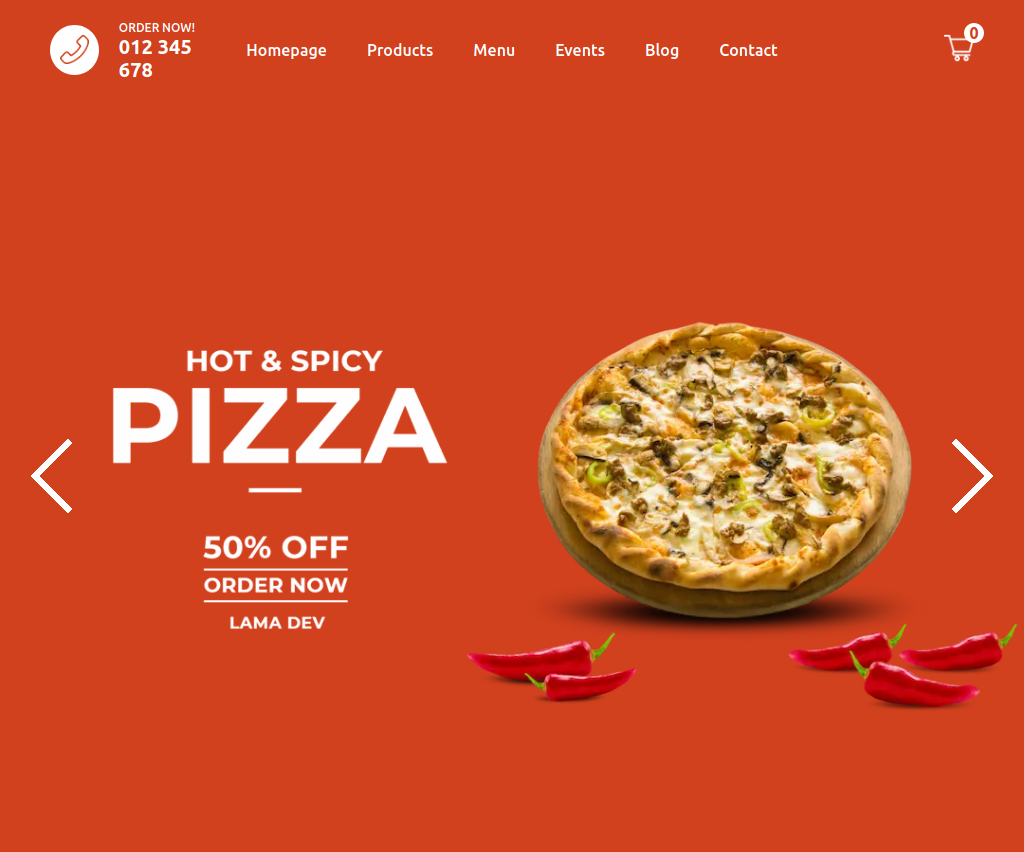 ORDER NOW!
012 345
678
Homepage Products Menu Events Blog Contact
0
HOT & SPICY
PIZZA
50% OFF
ORDER NOW
LAMA DEV